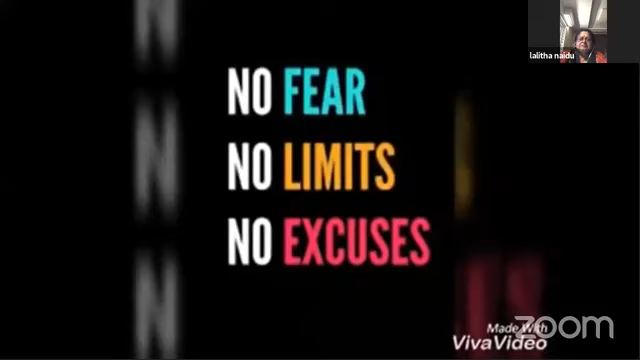 lalitha naidu
NO FEAR
NO LIMITS
NO EXCUSES
Made With
VivaVideo
zoom